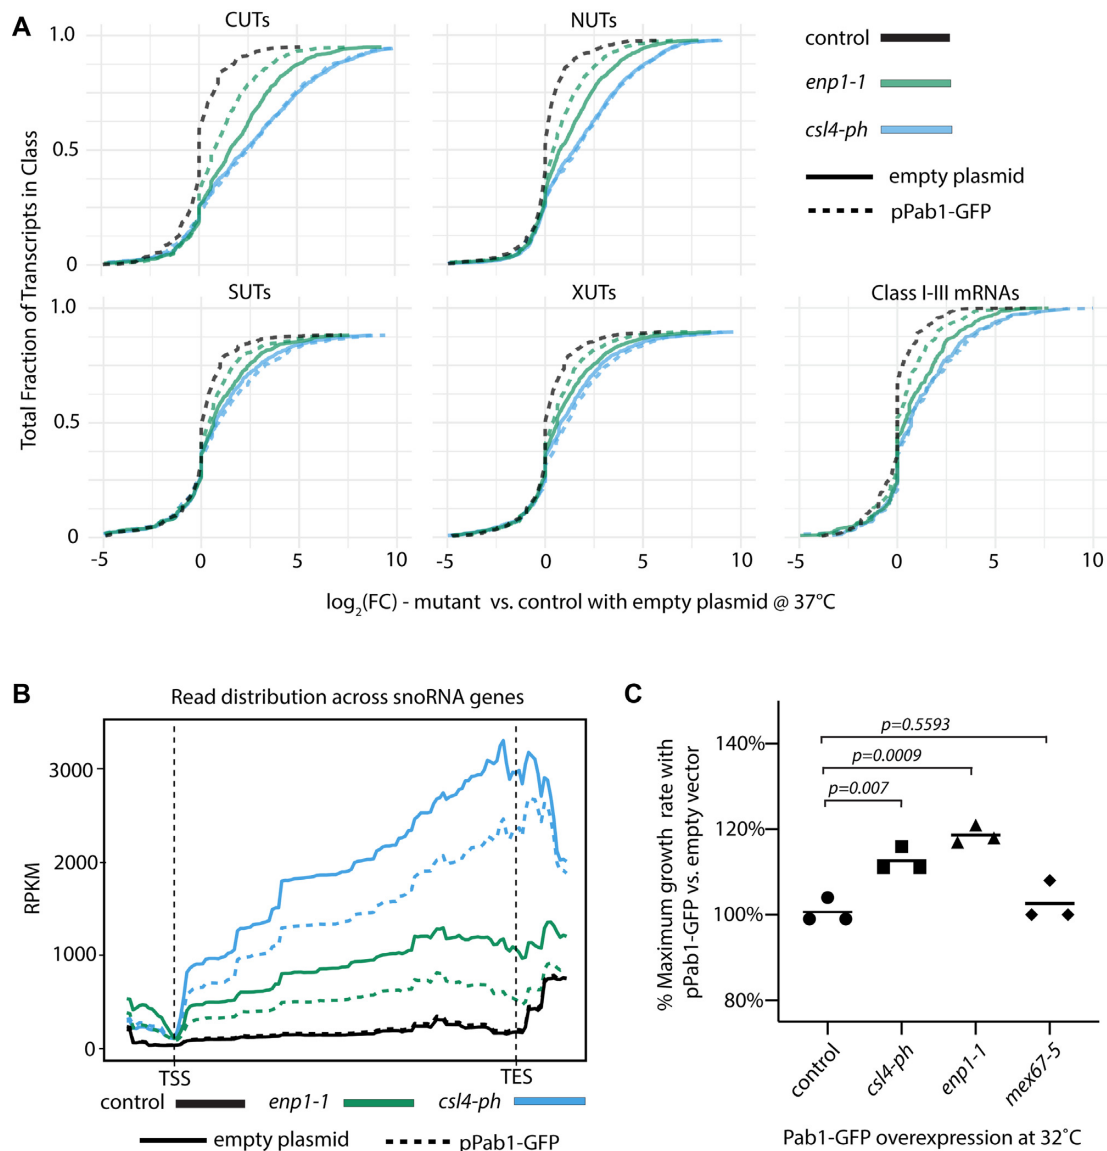 A
CUTs
NUTs
control
enp1-1
csl4-ph
empty plasmid
pPab1-GFP
1.0
0.5
0
SUTs
XUTs
Class I-III mRNAs
1.0
0.5
0
-5 0 5 10
-5 0 5 10
-5 0 5 10
Total Fraction of Transcripts in Class
log2(FC) - mutant vs. control with empty plasmid @ 37°C
B
Read distribution across snoRNA genes
RPKM
3000
2000
1000
0
TSS TES
control enp1-1 csl4-ph
empty plasmid pPab1-GFP
C
% Maximum growth rate with
pPab1-GFP vs. empty vector
140%
120%
100%
80%
p=0.5593
p=0.0009
p=0.007
control
csl4-ph
enp1-1
mex67-5
Pab1-GFP overexpression at 32˚C